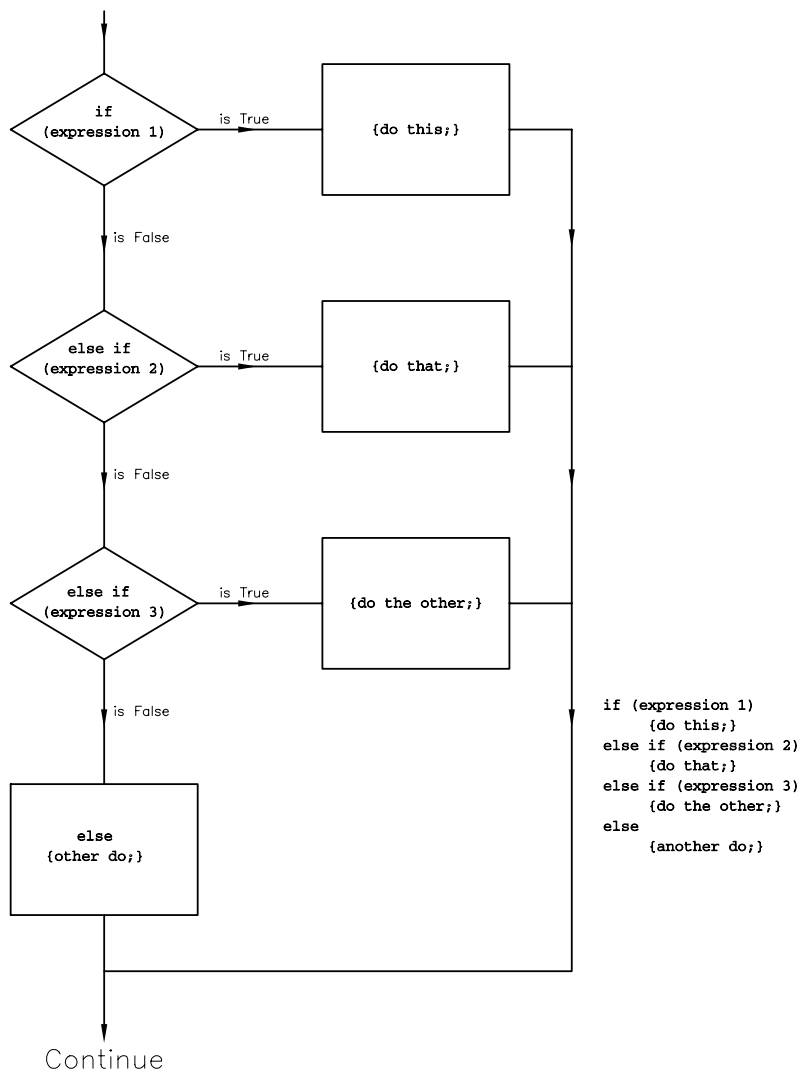 if
(expression 1)
is True
{do this;}
is False
else if
(expression 2)
is True
{do that;}
is False
else if
(expression 3)
is True
{do the other;}
is False
else
{other do;}
if (expression 1)
{do this;}
else if (expression 2)
{do that;}
else if (expression 3)
{do the other;}
else
{another do;}
Continue